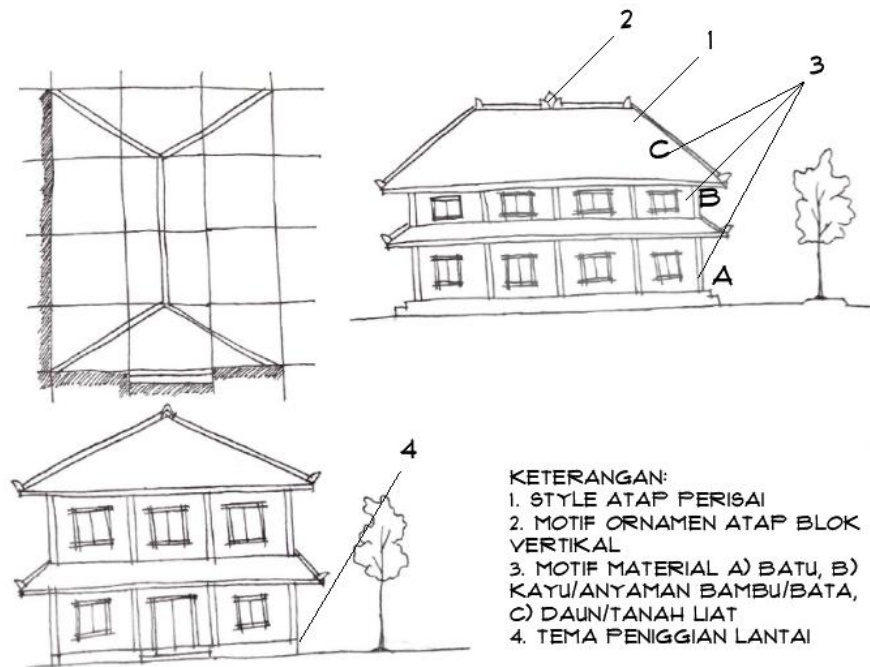 2
1
3
C
B
A
4
KETERANGAN:
1. STYLE ATAP PERISAI
2. MOTIF ORNAMEN ATAP BLOK
VERTIKAL
3. MOTIF MATERIAL A) BATU, B)
KAYU/ANYAMAN BAMBU/BATA,
C) DAUN/TANAH LIAT
4. TEMA PENIGGIAN LANTAI